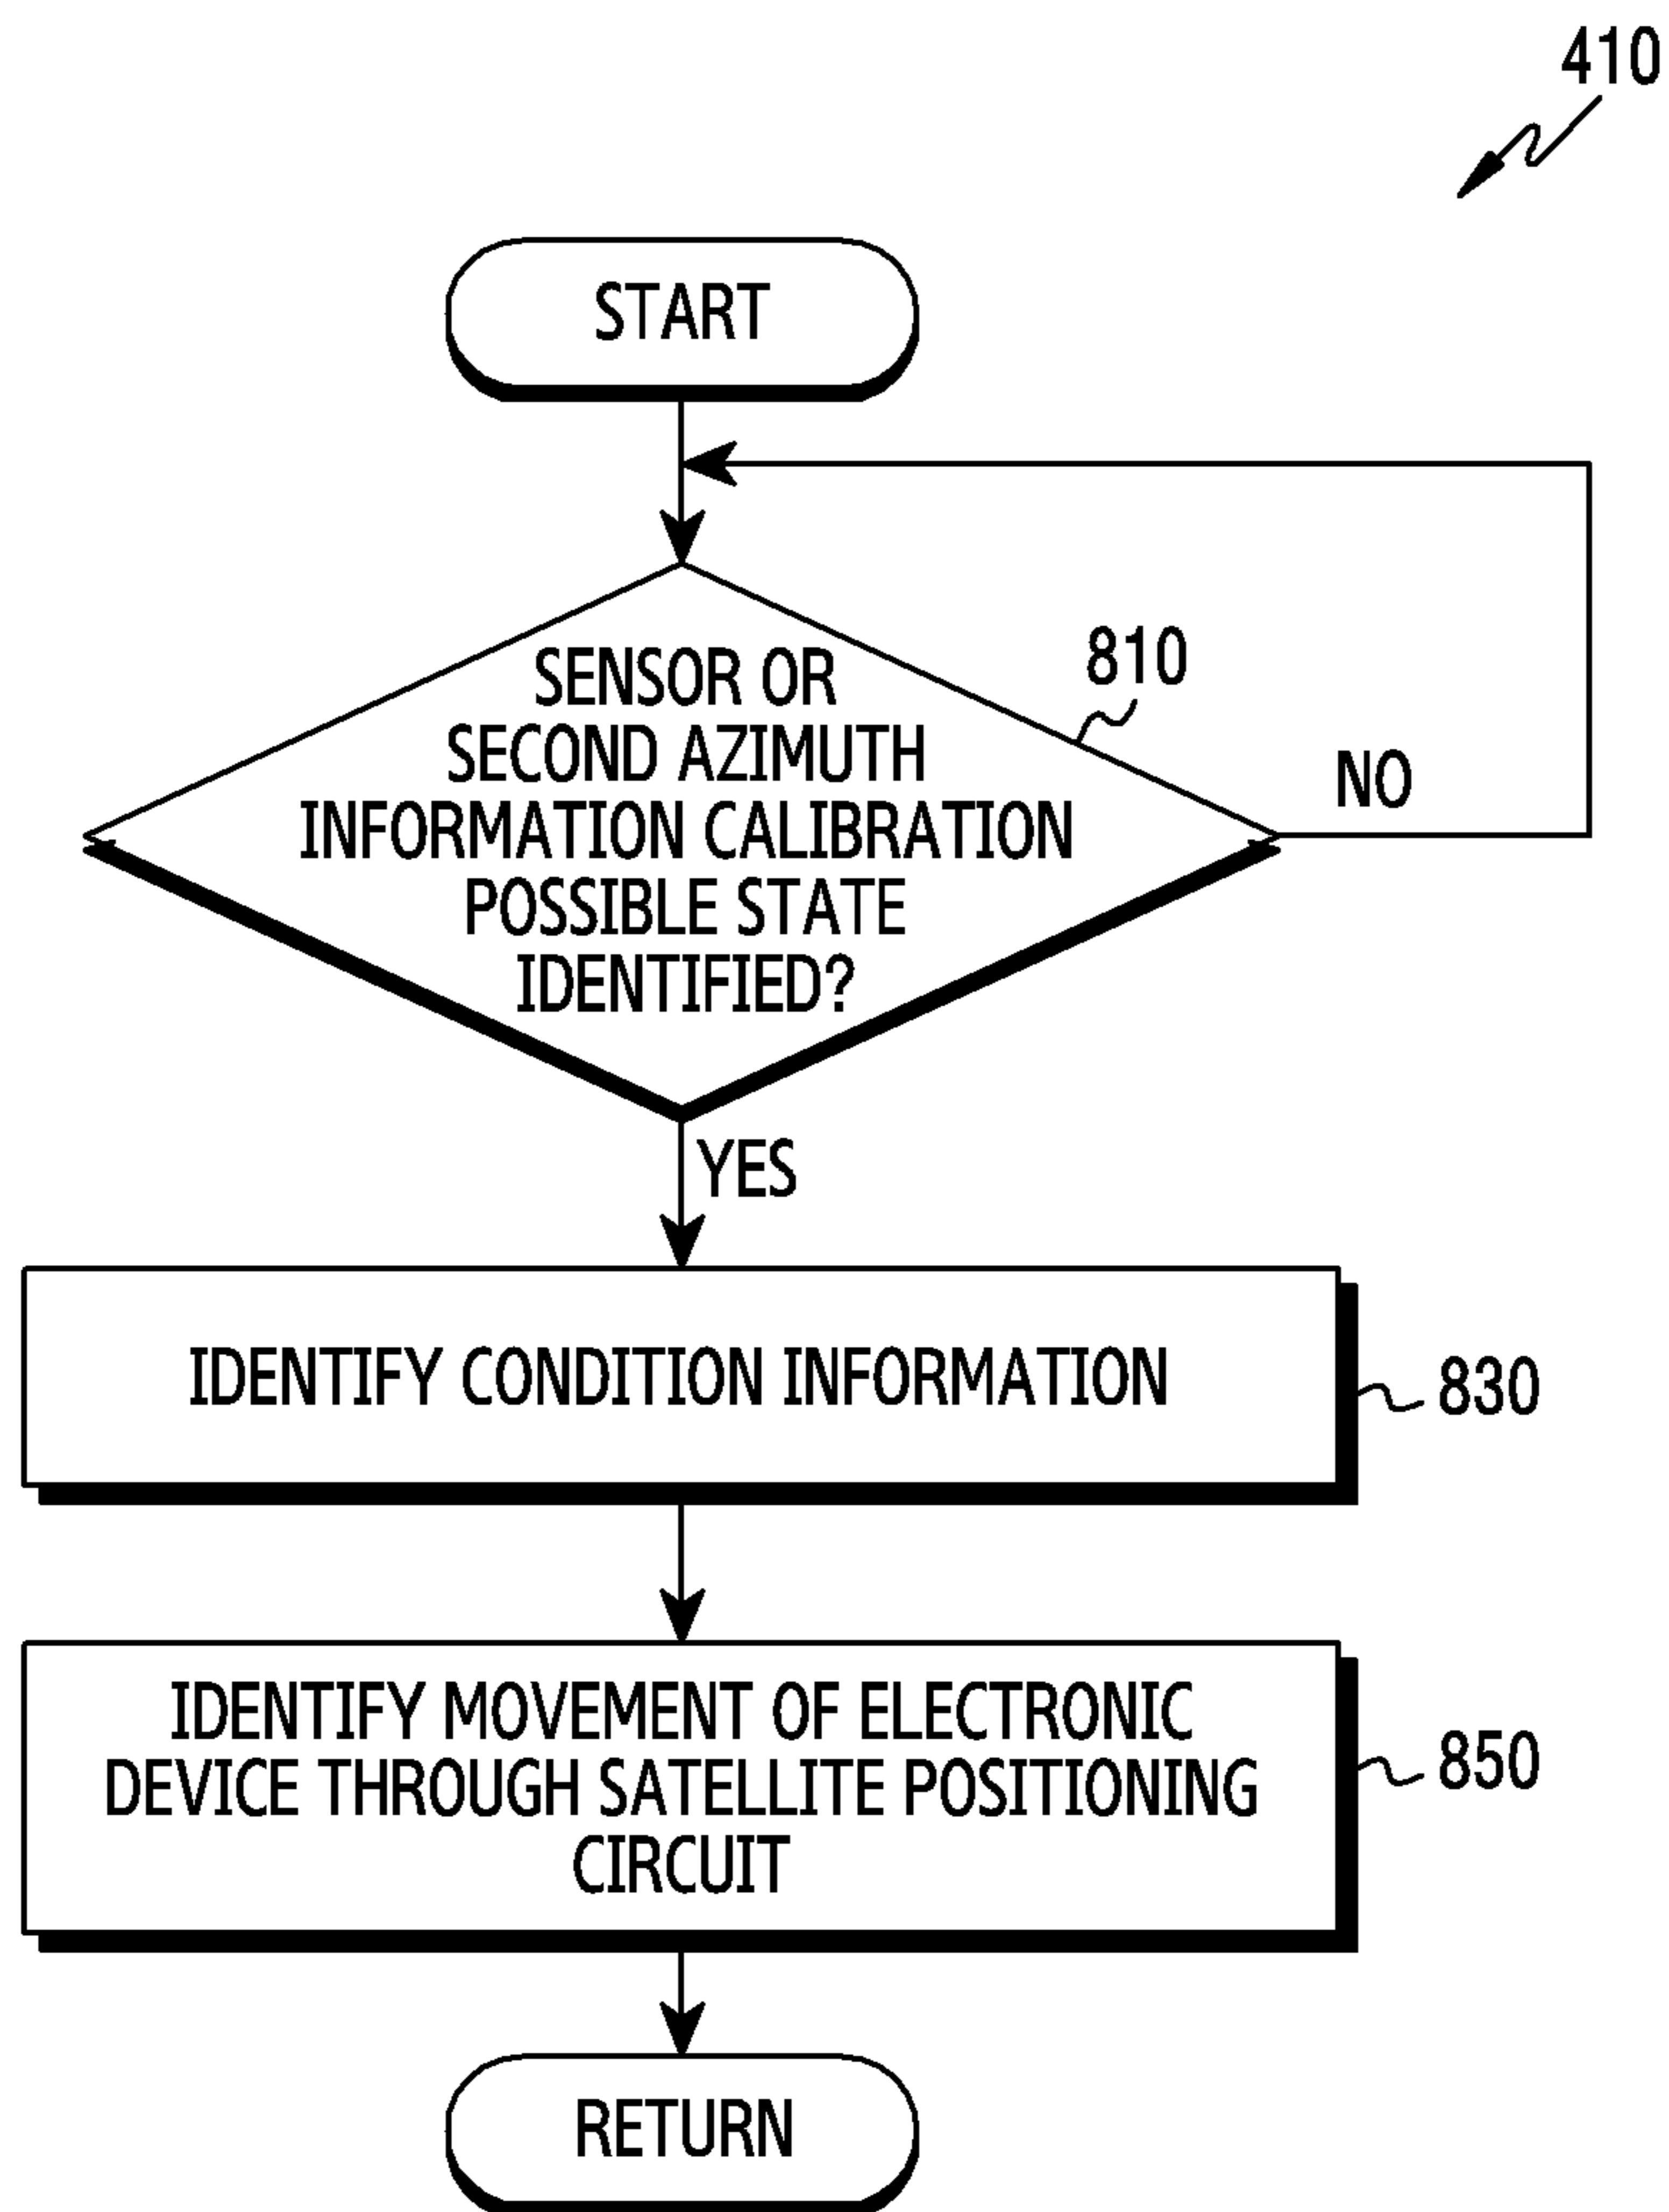 410
START
SENSOR OR
SECOND AZIMUTH
INFORMATION CALIBRATION
POSSIBLE STATE
IDENTIFIED?
810
NO
YES
IDENTIFY CONDITION INFORMATION
830
IDENTIFY MOVEMENT OF ELECTRONIC
DEVICE THROUGH SATELLITE POSITIONING
CIRCUIT
850
RETURN